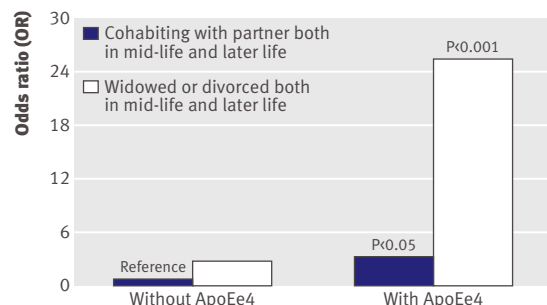 Odds ratio (OR)
30
24
18
12
6
0
Cohabiting with partner both
in mid-life and later life
Widowed or divorced both
in mid-life and later life
Reference
P<0.05
P<0.001
Without ApoEe4
With ApoEe4